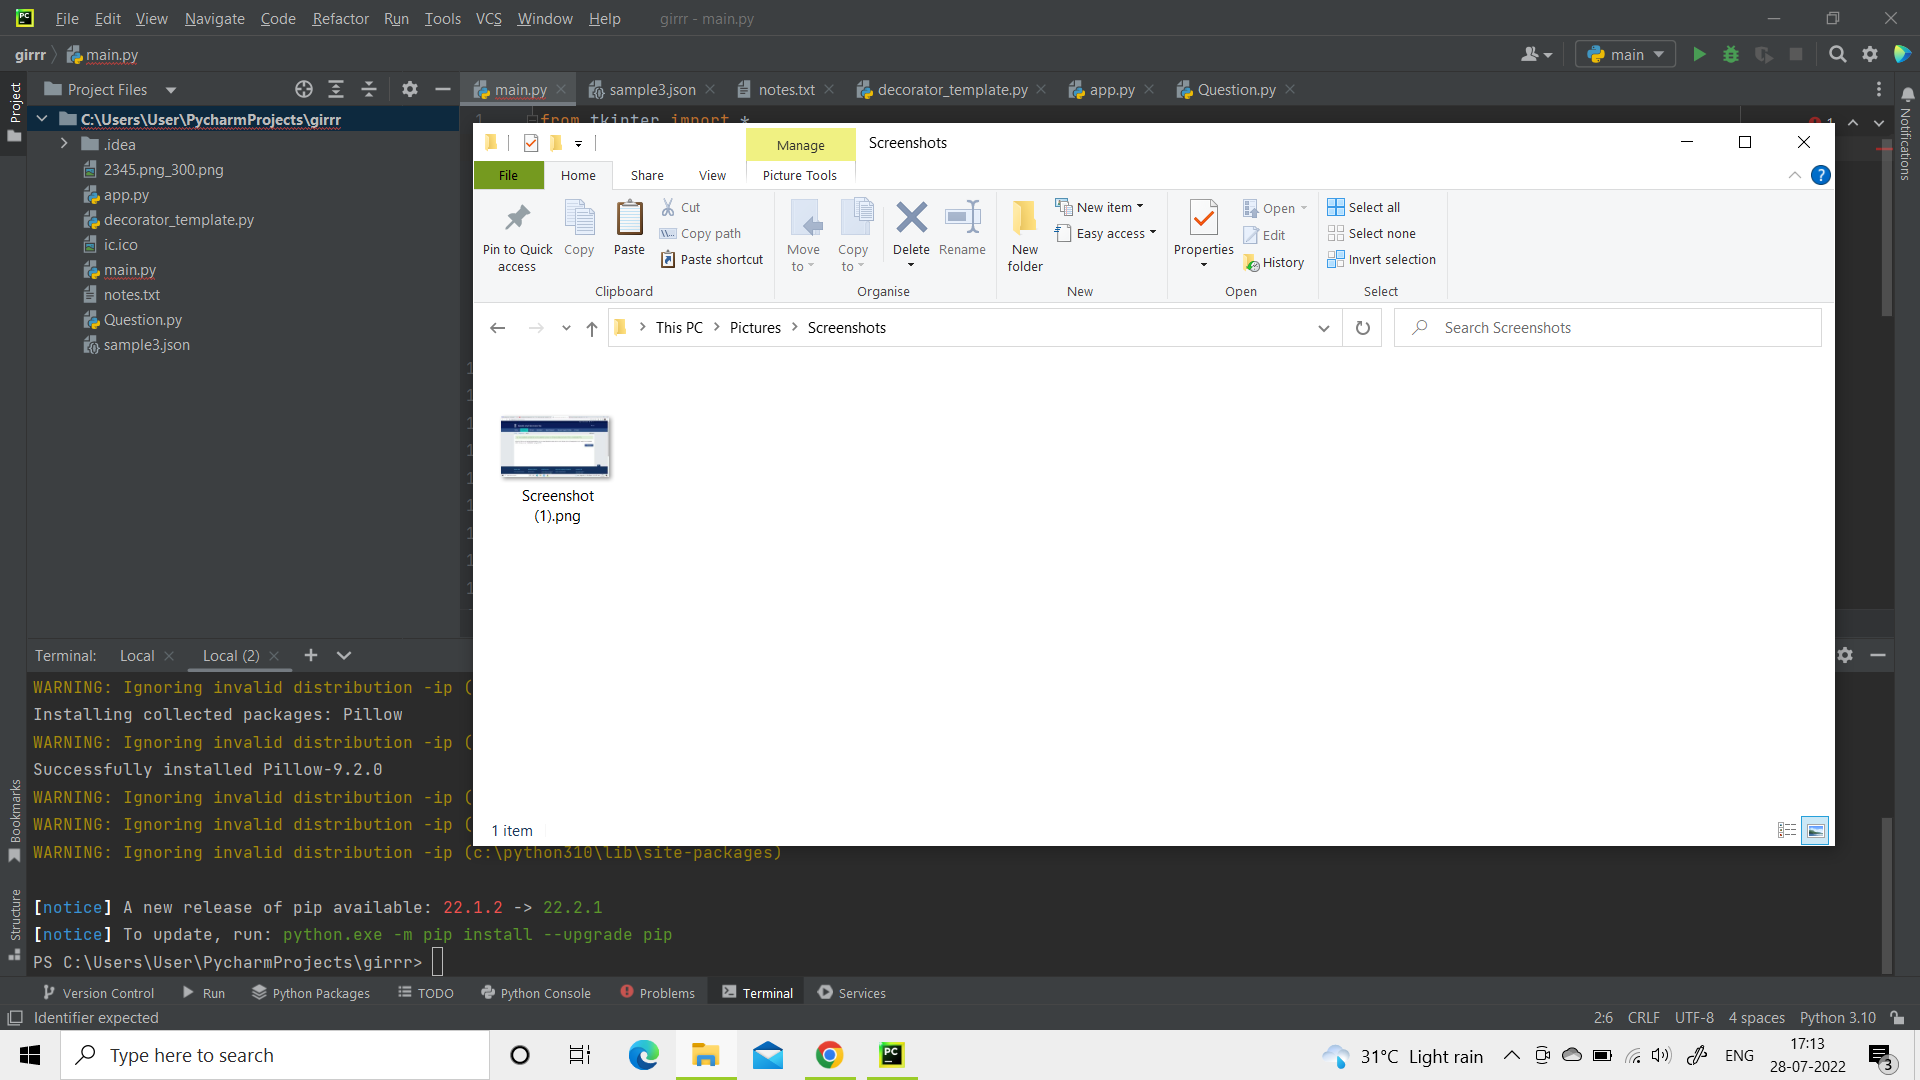 PC File Edit View Navigate Code Refactor Run Tools VCS Window Help girrr - main.py
girrr main.py main
Project Files
main.py sample3.json notes.txt decorator_template.py app.py Question.py
Project
Notifications
C:\Users\User\PycharmProjects\girrr
.idea
2345.png_300.png
app.py
decorator_template.py
ic.ico
main.py
notes.txt
Question.py
sample3.json
1 from tkinter import *
1
Manage Screenshots
File Home Share View Picture Tools
Pin to Quick access
Copy
Paste
Cut
Copy path
Paste shortcut
Clipboard
Move to
Copy to
Delete
Rename
Organise
New folder
New item
Easy access
New
Properties
Open
Edit
History
Open
Select all
Select none
Invert selection
Select
This PC Pictures Screenshots
Search Screenshots
Screenshot
(1).png
1 item
Terminal: Local Local (2)
WARNING: Ignoring invalid distribution -ip (
Installing collected packages: Pillow
WARNING: Ignoring invalid distribution -ip (
Successfully installed Pillow-9.2.0
WARNING: Ignoring invalid distribution -ip (
WARNING: Ignoring invalid distribution -ip (
WARNING: Ignoring invalid distribution -ip (c:\python310\lib\site-packages)
[notice] A new release of pip available: 22.1.2 -> 22.2.1
[notice] To update, run: python.exe -m pip install --upgrade pip
PS C:\Users\User\PycharmProjects\girrr>
Bookmarks
Structure
Version Control Run Python Packages TODO Python Console Problems Terminal Services
Identifier expected 2:6 CRLF UTF-8 4 spaces Python 3.10
Type here to search PC 31°C Light rain ENG 17:13
28-07-2022 3